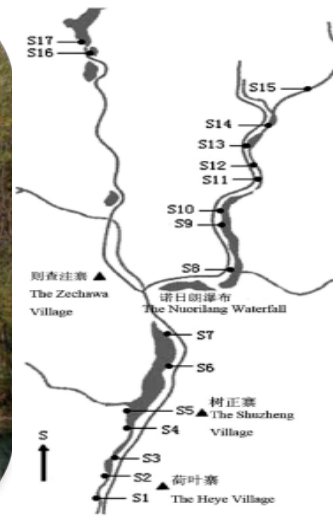 S17
S16
S15
S14
S13
S12
S11
S10
S9
S8
则查洼寨
The Zechawa
Village
诺日朗瀑布
The Nuorilang Waterfall
S7
S6
树正寨
S5
The Shuzheng
Village
S4
S
S3
S2
荷叶寨
S1
The Heye Village